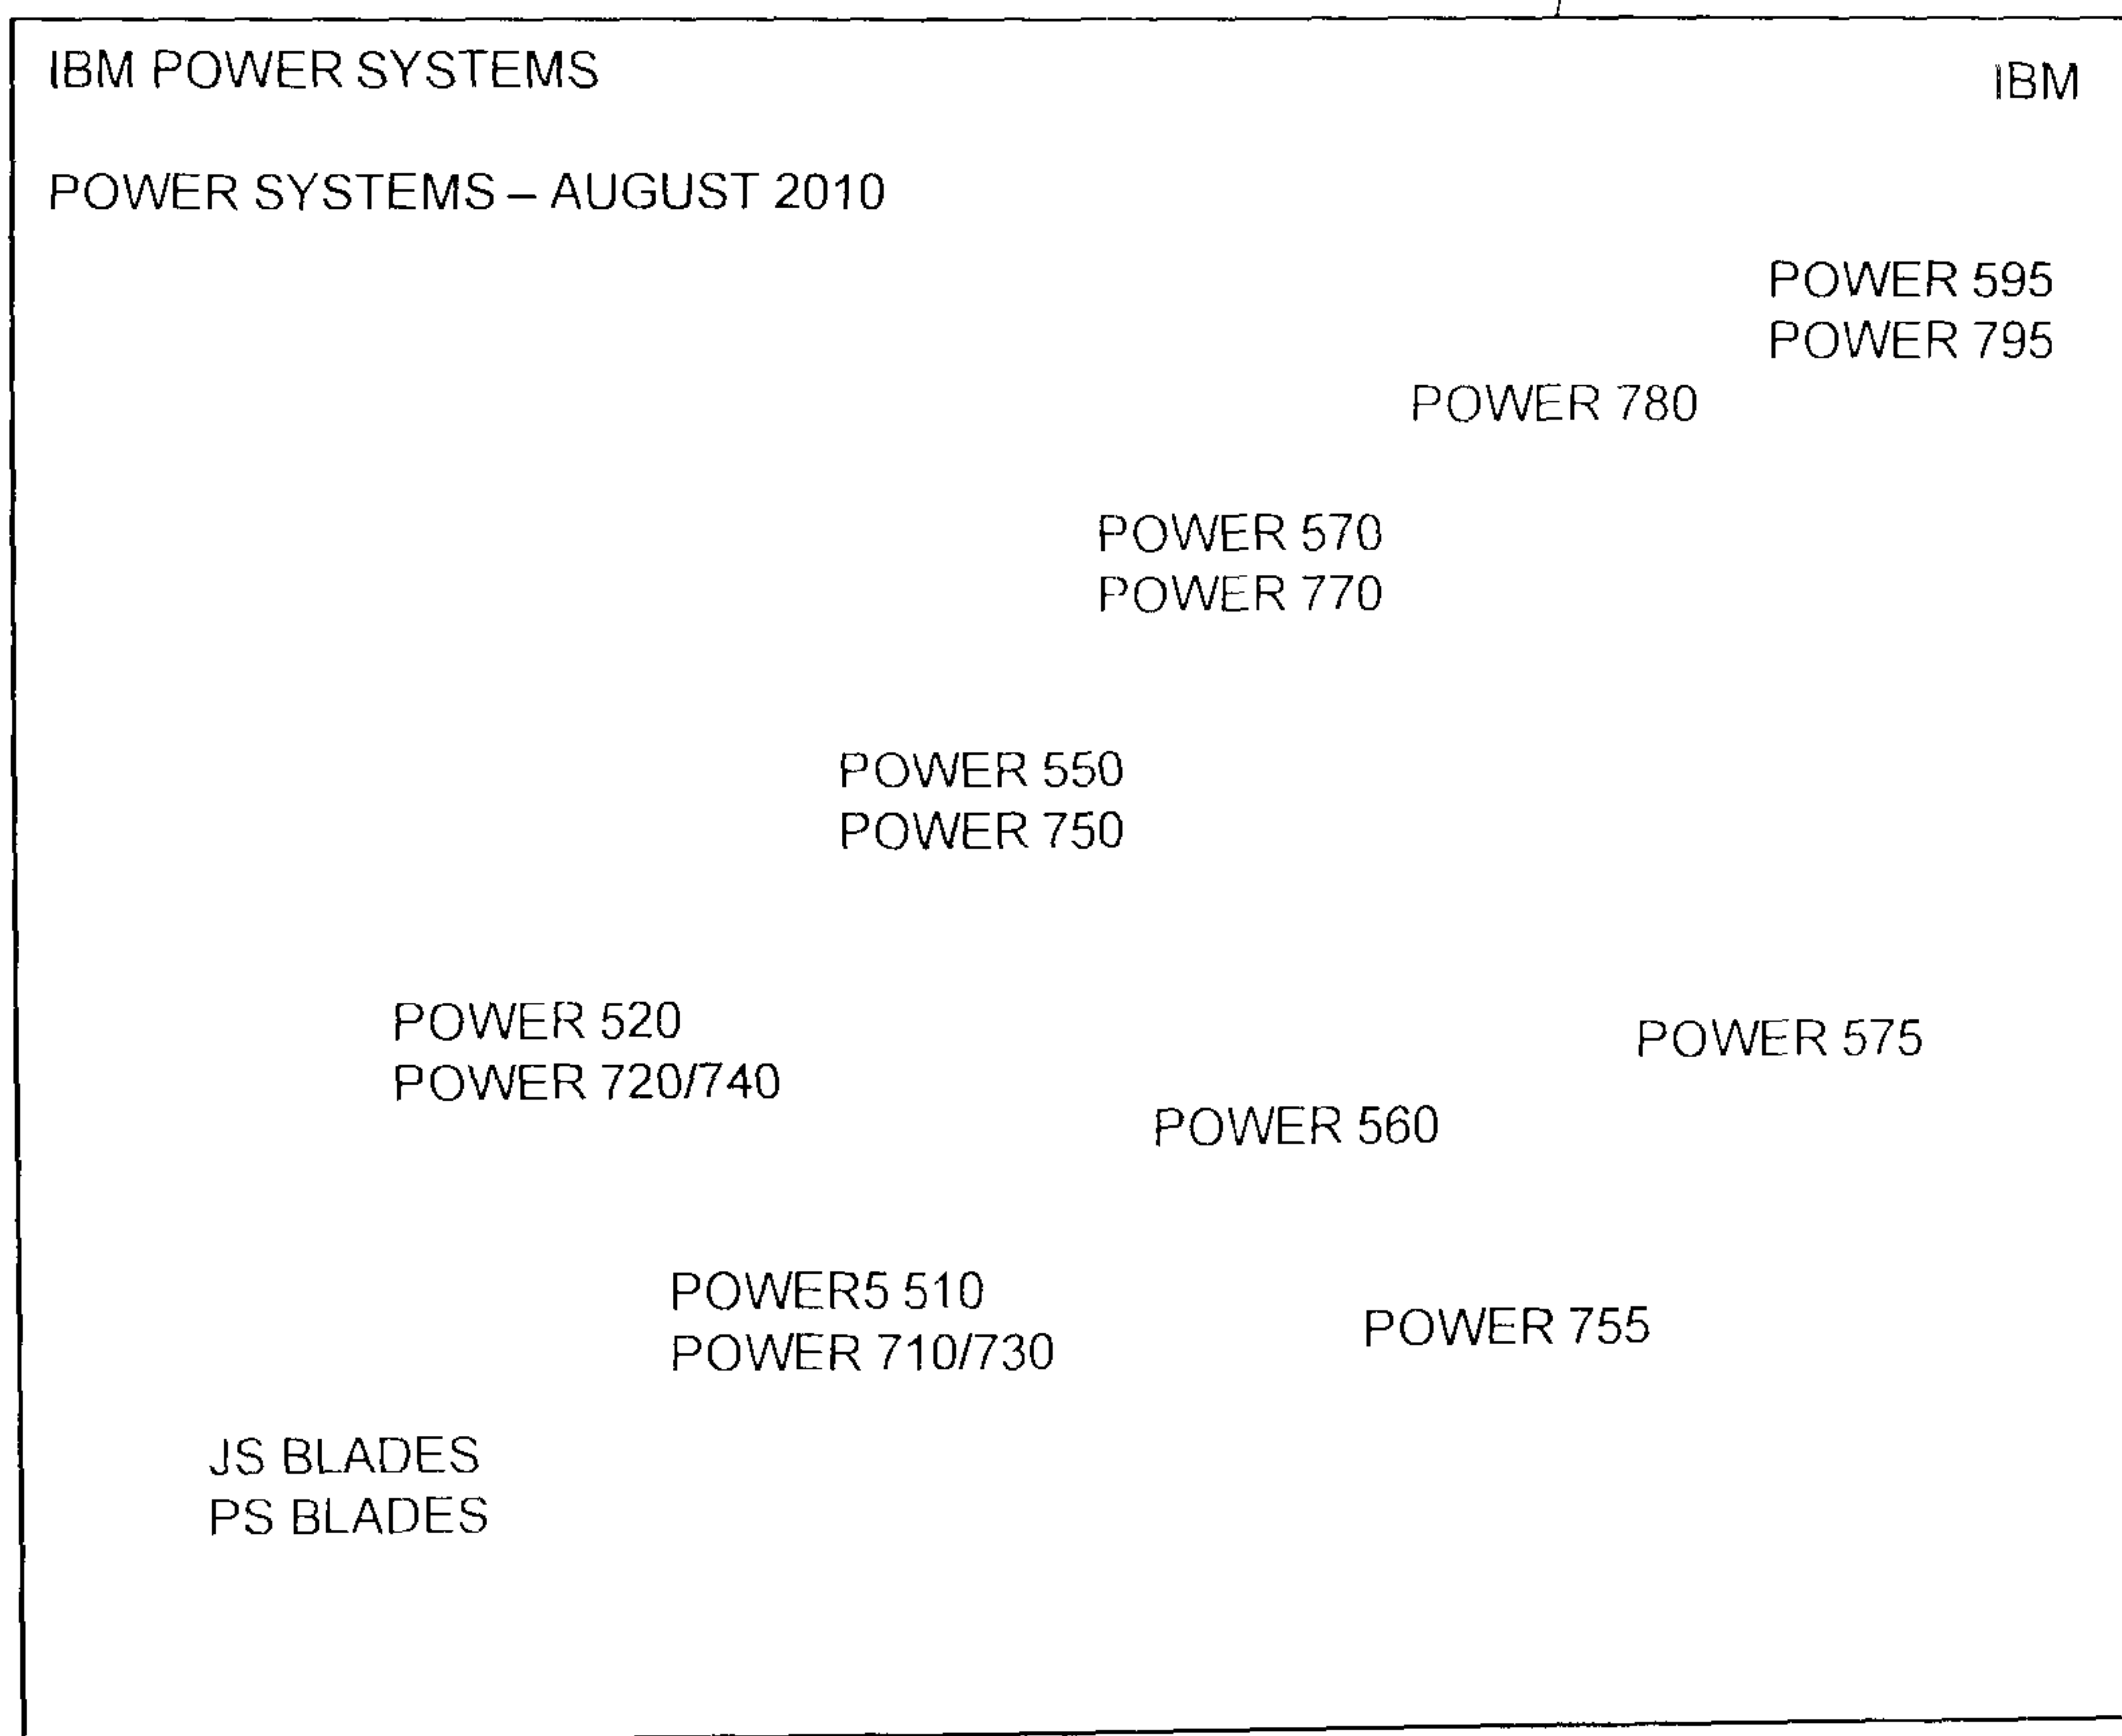 IBM POWER SYSTEMS
IBM
POWER SYSTEMS – AUGUST 2010
POWER 595
POWER 795
POWER 780
POWER 570
POWER 770
POWER 550
POWER 750
POWER 520
POWER 720/740
POWER 575
POWER 560
POWER5 510
POWER 710/730
POWER 755
JS BLADES
PS BLADES